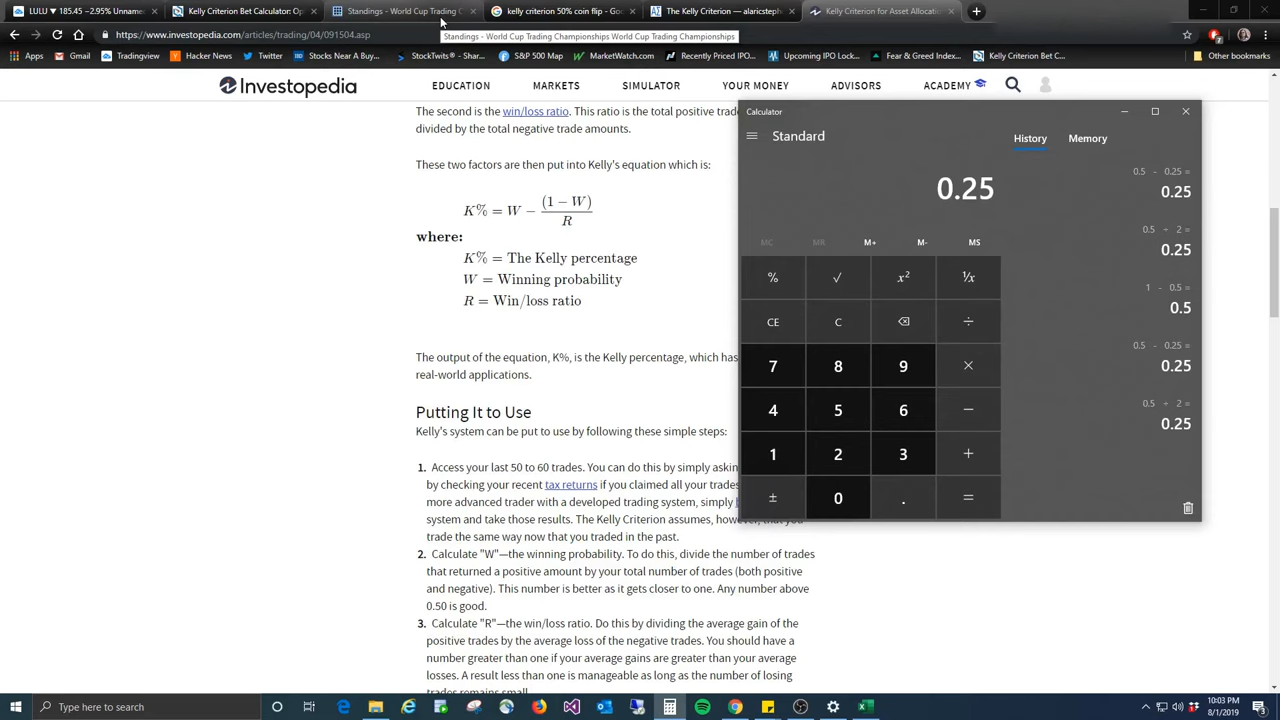 LULU ▼ 185.45 −2.95% Unnamed
Kelly Criterion Bet Calculator: Op
Standings - World Cup Trading C
kelly criterion 50% coin flip - Goo
The Kelly Criterion — alaristepho
Kelly Criterion for Asset Allocation
https://www.investopedia.com/articles/trading/04/091504.asp
Standings - World Cup Trading Championships World Cup Trading Championships
Apps
Gmail
Tradingview
Stocks Near a Buy..
StockTwits® - Shar...
S&P 500 Map
MarketWatch.com
Recently Priced IPO...
Upcoming IPO Lock...
Fear & Greed Index...
Kelly Criterion Bet C...
Other bookmarks
Investopedia
EDUCATION
MARKETS
SIMULATOR
YOUR MONEY
ADVISORS
ACADEMY
The second is the win/loss ratio. This ratio is the total positive trade
divided by the total negative trade amounts.
These two factors are then put into Kelly's equation which is:
K% = W − (1 − W) / R
where:
K% = The Kelly percentage
W = Winning probability
R = Win/loss ratio
The output of the equation, K%, is the Kelly percentage, which has
real-world applications.
Putting It to Use
Kelly's system can be put to use by following these simple steps:
1. Access your last 50 to 60 trades. You can do this by simply askin
by checking your recent tax returns if you claimed all your trades
more advanced trader with a developed trading system, simply
system and take those results. The Kelly Criterion assumes, however, that you
trade the same way now that you traded in the past.
2. Calculate "W"—the winning probability. To do this, divide the number of trades
that returned a positive amount by your total number of trades (both positive
and negative). This number is better as it gets closer to one. Any number above
0.50 is good.
3. Calculate "R"—the win/loss ratio. Do this by dividing the average gain of the
positive trades by the average loss of the negative trades. You should have a
number greater than one if your average gains are greater than your average
losses. A result less than one is manageable as long as the number of losing
trades remains small.
Calculator
Standard
0.25
MC MR M+ M- MS
% √ x² ¹/x
CE C ÷
7 8 9 ×
4 5 6 −
1 2 3 +
± 0 . =
History
Memory
0.5 - 0.25 =
0.25
0.5 ÷ 2 =
0.25
1 - 0.5 =
0.5
0.5 - 0.25 =
0.25
0.5 ÷ 2 =
0.25
Type here to search
10:03 PM
8/1/2019